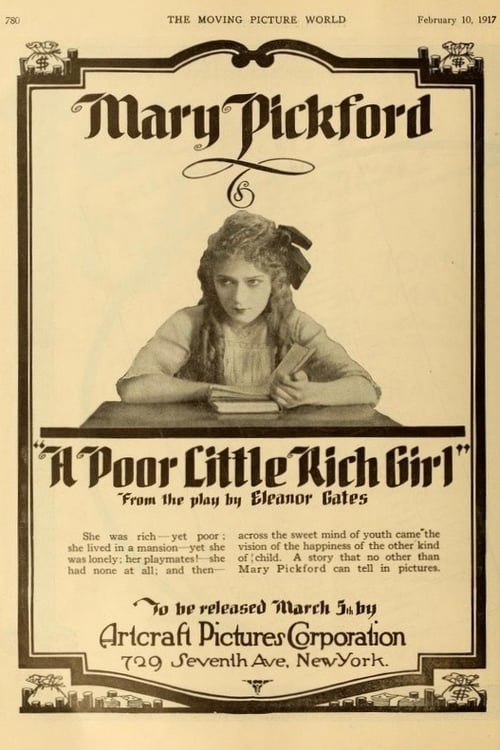 780 THE MOVING PICTURE WORLD February 10, 1917
$ $
Mary Pickford
"A Poor Little Rich Girl"
From the play by Eleanor Gates
She was rich—yet poor;
she lived in a mansion—yet she
was lonely; her playmates! she
had none at all; and then—
across the sweet mind of youth came the
vision of the happiness of the other kind
of child. A story that no other than
Mary Pickford can tell in pictures.
To be released March 5th by
Artcraft Pictures Corporation
729 Seventh Ave, New York.
$ $